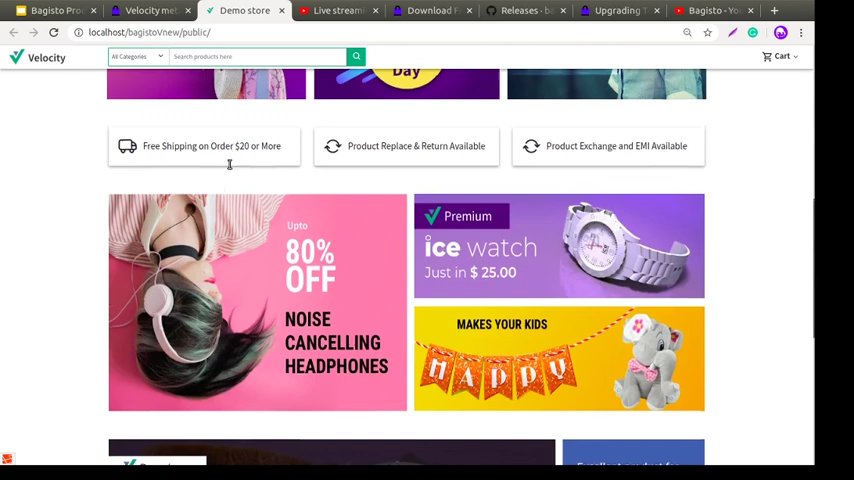 Bagisto Pro
Velocity met
Demo store
Live streami
Download F
Releases · ba
Upgrading T
Bagisto - Yo
localhost/bagistoVnew/public/
Velocity
All Categories
Search products here
Cart
Day
Free Shipping on Order $20 or More
Product Replace & Return Available
Product Exchange and EMI Available
Upto
80%
OFF
NOISE
CANCELLING
HEADPHONES
Premium
ice watch
Just in $ 25.00
MAKES YOUR KIDS
HAPPY